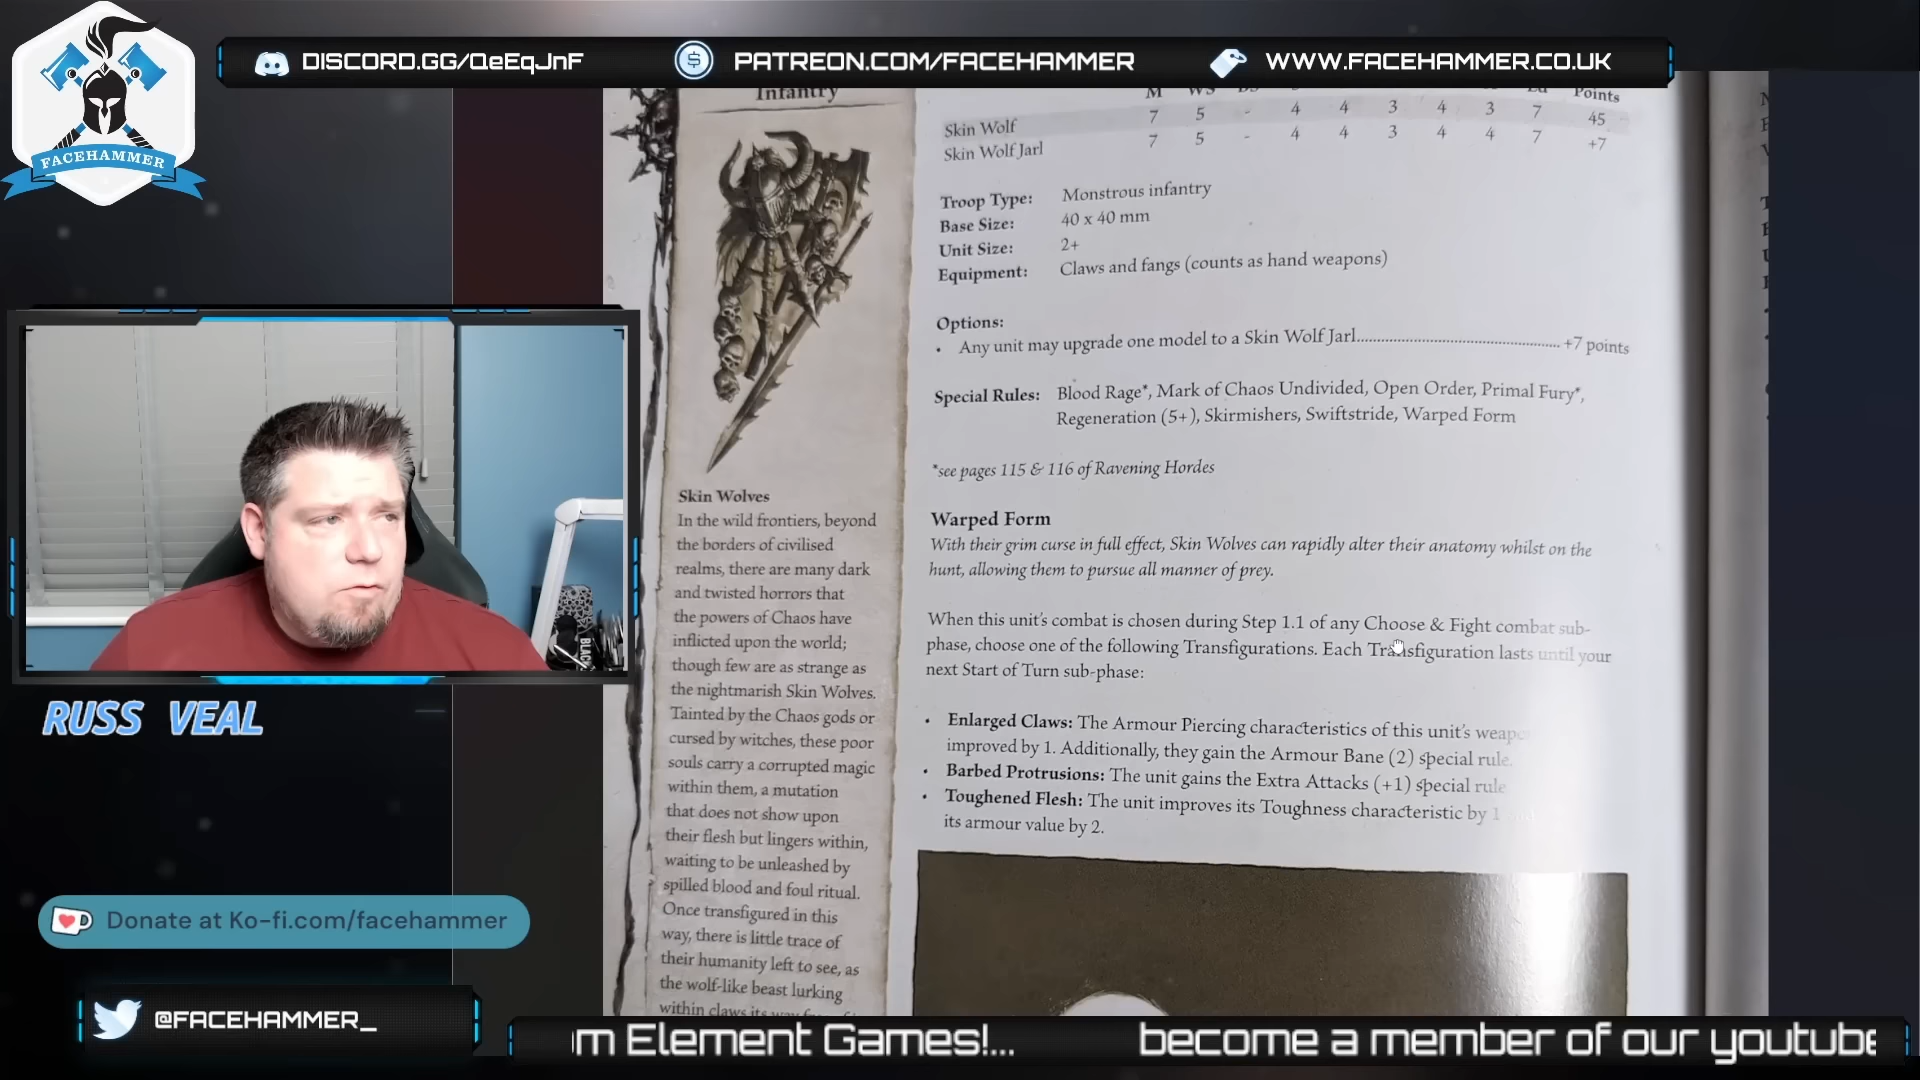 DISCORD.GG/QeEqJnF
PATREON.COM/FACEHAMMER
WWW.FACEHAMMER.CO.UK
FACEHAMMER
Infantry
M WS Points
Skin Wolf 7 5 - 4 4 3 4 3 7 45
Skin Wolf Jarl 7 5 - 4 4 3 4 4 7 +7
Troop Type: Monstrous infantry
Base Size: 40 x 40 mm
Unit Size: 2+
Equipment: Claws and fangs (counts as hand weapons)
Options:
• Any unit may upgrade one model to a Skin Wolf Jarl............ +7 points
Special Rules: Blood Rage*, Mark of Chaos Undivided, Open Order, Primal Fury*,
Regeneration (5+), Skirmishers, Swiftstride, Warped Form
*see pages 115 & 116 of Ravening Hordes
Warped Form
With their grim curse in full effect, Skin Wolves can rapidly alter their anatomy whilst on the
hunt, allowing them to pursue all manner of prey.
When this unit's combat is chosen during Step 1.1 of any Choose & Fight combat sub-
phase, choose one of the following Transfigurations. Each Transfiguration lasts until your
next Start of Turn sub-phase:
• Enlarged Claws: The Armour Piercing characteristics of this unit's
improved by 1. Additionally, they gain the Armour Bane (2) special rule.
• Barbed Protrusions: The unit gains the Extra Attacks (+1) special rule
• Toughened Flesh: The unit improves its Toughness characteristic by 1
its armour value by 2.
Skin Wolves
In the wild frontiers, beyond
the borders of civilised
realms, there are many dark
and twisted horrors that
the powers of Chaos have
inflicted upon the world;
though few are as strange as
the nightmarish Skin Wolves.
Tainted by the Chaos gods or
cursed by witches, these poor
souls carry a corrupted magic
within them, a mutation
that does not show upon
their flesh but lingers within,
waiting to be unleashed by
spilled blood and foul ritual.
Once transfigured in this
way, there is little trace of
their humanity left to see, as
the wolf-like beast lurking
within claws its way
RUSS VEAL
Donate at Ko-fi.com/facehammer
@FACEHAMMER_
m Element Games!... become a member of our youtube